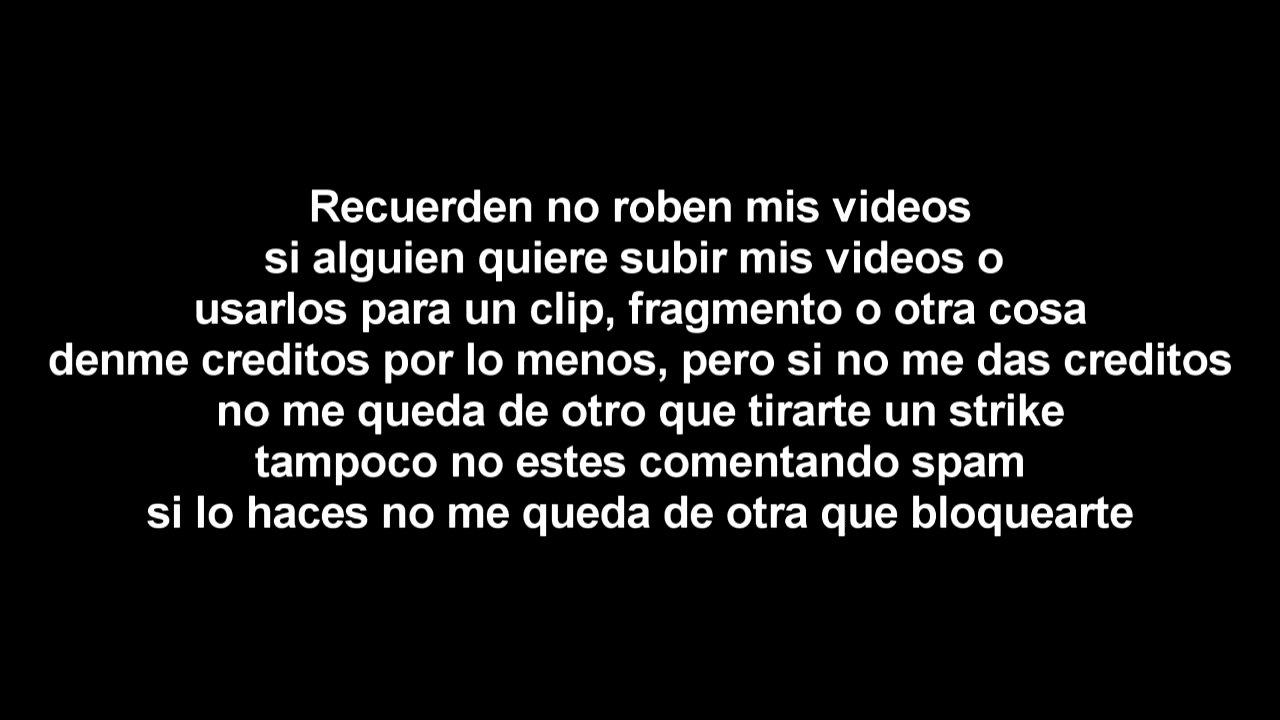 Recuerden no roben mis videos
si alguien quiere subir mis videos o
usarlos para un clip, fragmento o otra cosa
denme creditos por lo menos, pero si no me das creditos
no me queda de otro que tirarte un strike
tampoco no estes comentando spam
si lo haces no me queda de otra que bloquearte